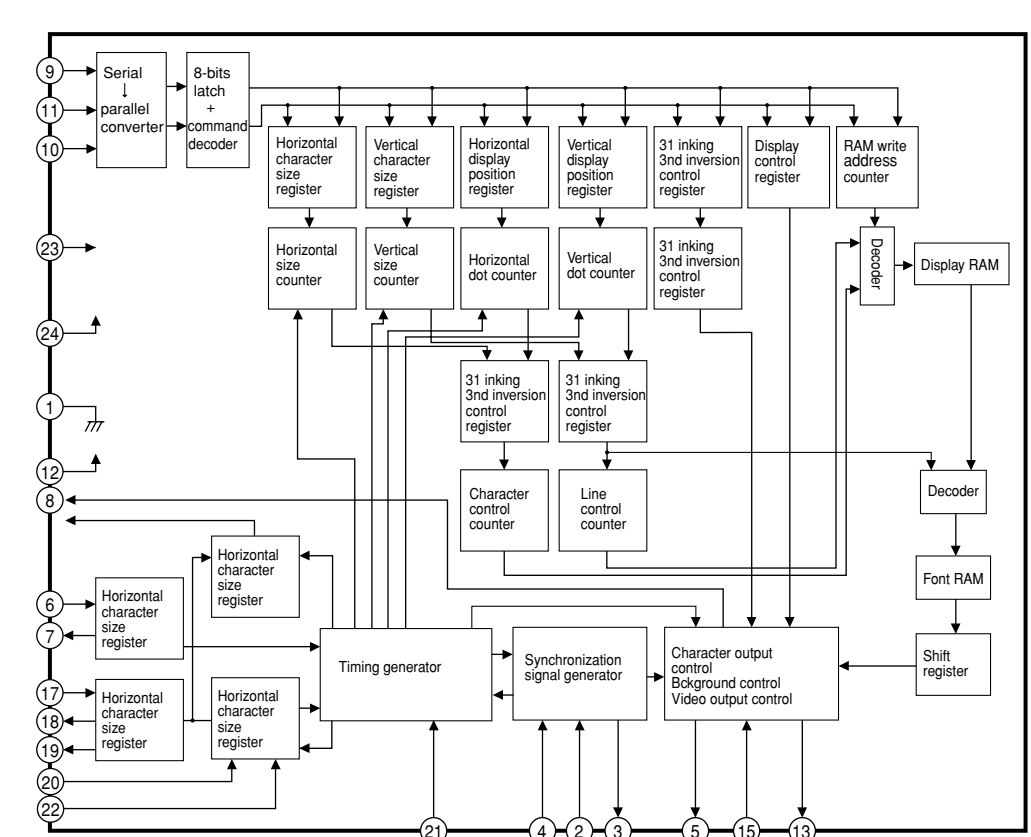 9
Serial
↓
parallel
converter
8-bits
latch
+
command
decoder
11
10
Horizontal
character
size
register
Vertical
character
size
register
Horizontal
display
position
register
Vertical
display
position
register
31 inking
3nd inversion
control
register
Display
control
register
RAM write
address
counter
23
Horizontal
size
counter
Vertical
size
counter
Horizontal
dot counter
Vertical
dot counter
31 inking
3nd inversion
control
register
Decoder
Display RAM
24
1
31 inking
3nd inversion
control
register
31 inking
3nd inversion
control
register
12
8
Character
control
counter
Line
control
counter
Decoder
Horizontal
character
size
register
Font RAM
6
7
Horizontal
character
size
register
Timing generator
Synchronization
signal generator
Character output
control
Bckground control
Video output control
Shift
register
17
18
19
Horizontal
character
size
register
Horizontal
character
size
register
20
22
21
4
2
3
5
15
13